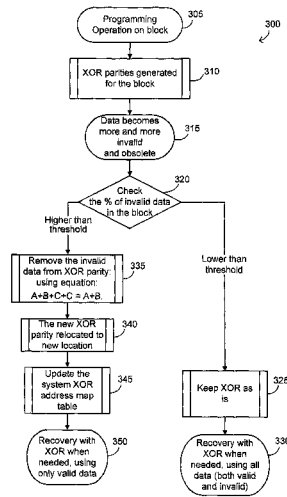 Programming
Operation on block
305
300
XOR parities generated
for the block
310
Data becomes
more and more
invalid
and obsolete
315
Check
the % of invalid data
in the block
320
Higher than
threshold
Lower than
threshold
Remove the invalid
data from XOR parity:
using equation:
A+B+C+C = A+B.
335
The new XOR
parity relocated to
new location
340
Update the
system XOR
address map
table
345
Keep XOR as
is
325
Recovery with
XOR when
needed, using
only valid data
350
Recovery with
XOR when
needed, using all
data (both valid
and invalid)
330